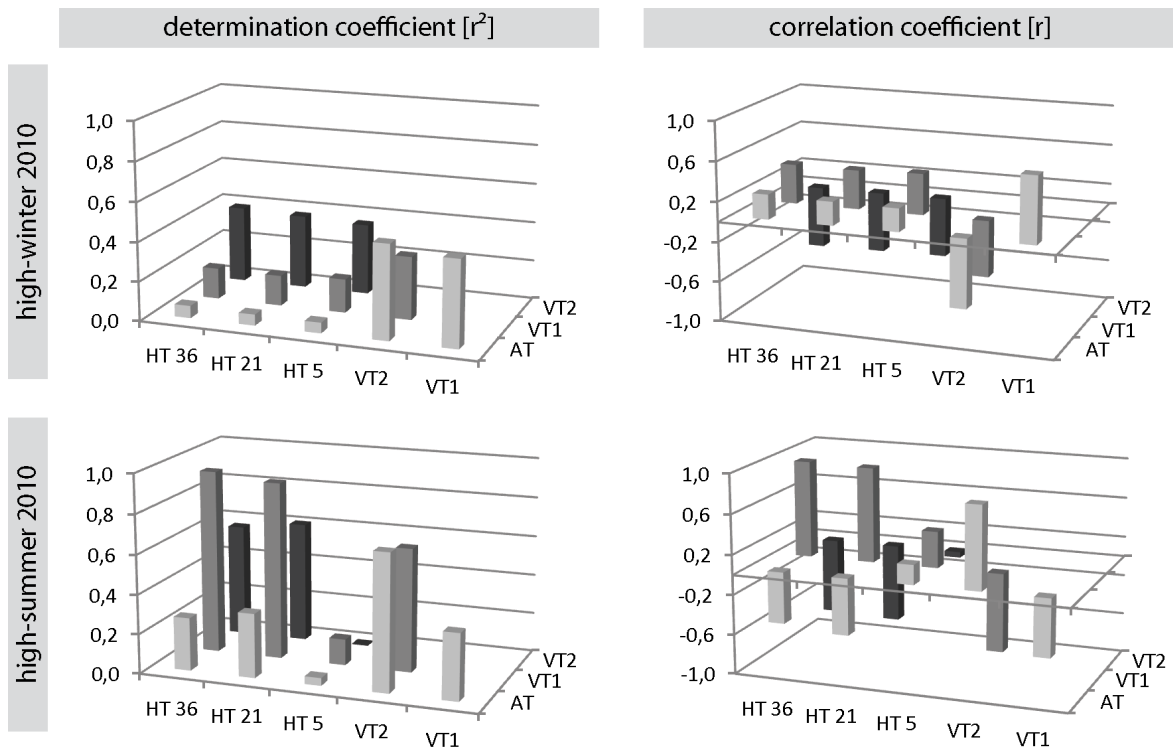 determination coefficient [r²]
correlation coefficient [r]
high-winter 2010
1,0
0,8
0,6
0,4
0,2
0,0
HT 36
HT 21
HT 5
VT2
VT1
AT
VT1
VT2
1,0
0,6
0,2
-0,2
-0,6
-1,0
HT 36
HT 21
HT 5
VT2
VT1
AT
VT1
VT2
high-summer 2010
1,0
0,8
0,6
0,4
0,2
0,0
HT 36
HT 21
HT 5
VT2
VT1
AT
VT1
VT2
1,0
0,6
0,2
-0,2
-0,6
-1,0
HT 36
HT 21
HT 5
VT2
VT1
AT
VT1
VT2